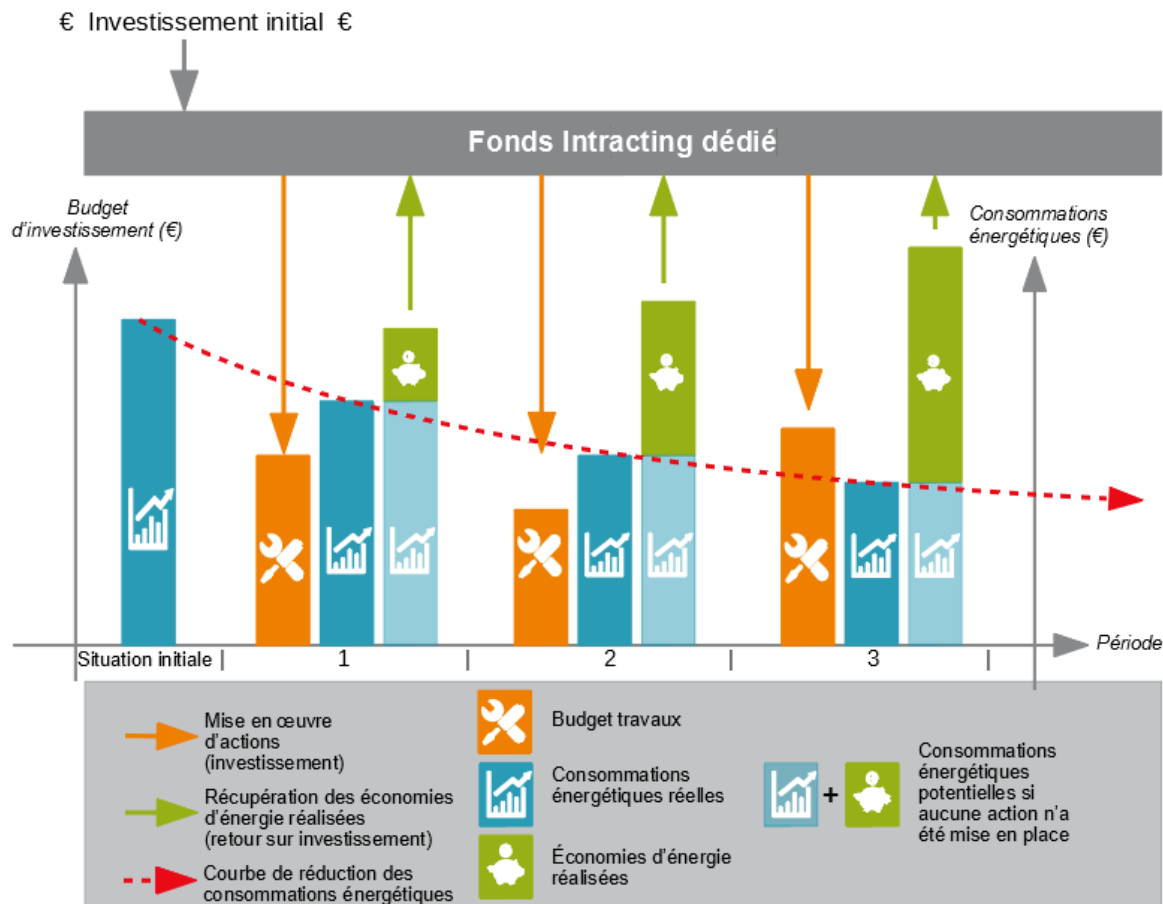 € Investissement initial €
Fonds Intracting dédié
Budget
d'investissement (€)
Consommations
énergétiques (€)
Situation initiale
1
2
3
Période
Mise en œuvre
d'actions
(investissement)
Récupération des économies
d'énergie réalisées
(retour sur investissement)
Courbe de réduction des
consommations énergétiques
Budget travaux
Consommations
énergétiques réelles
Économies d'énergie
réalisées
+
Consommations
énergétiques
potentielles si
aucune action n'a
été mise en place